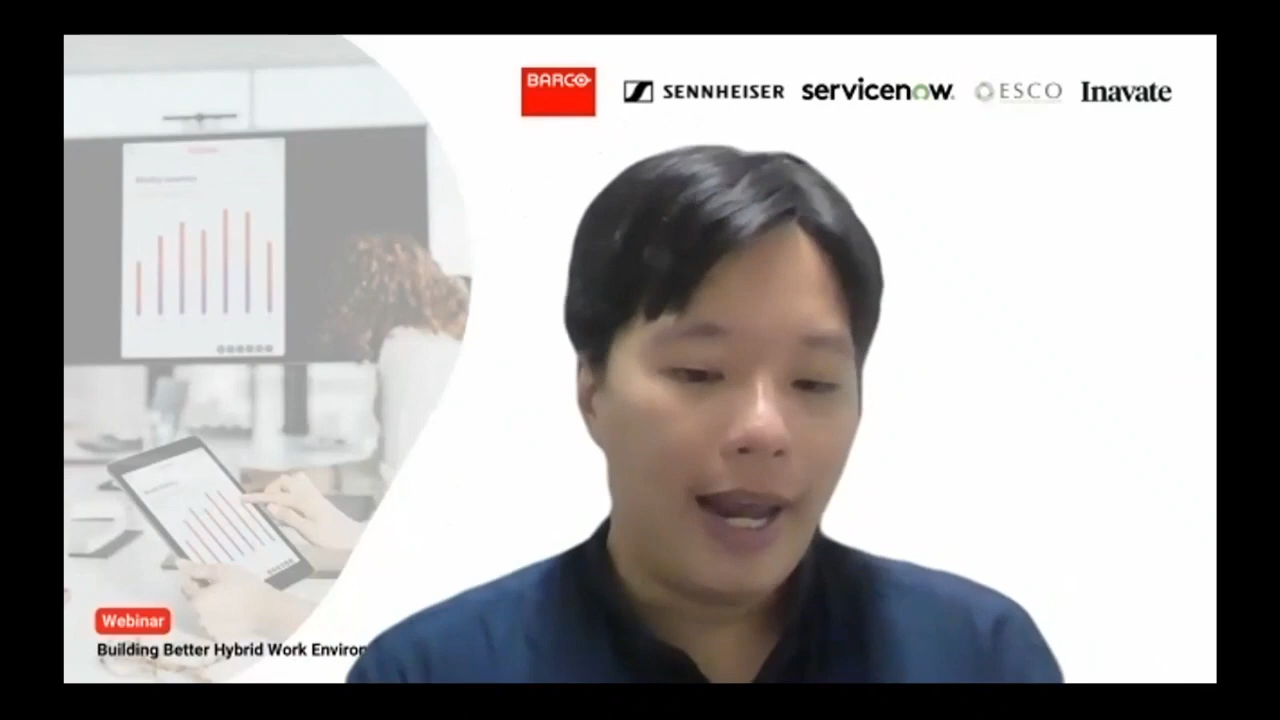 BARCO
SENNHEISER
servicenow
ESCO
Inavate
Webinar
Building Better Hybrid Work Environ